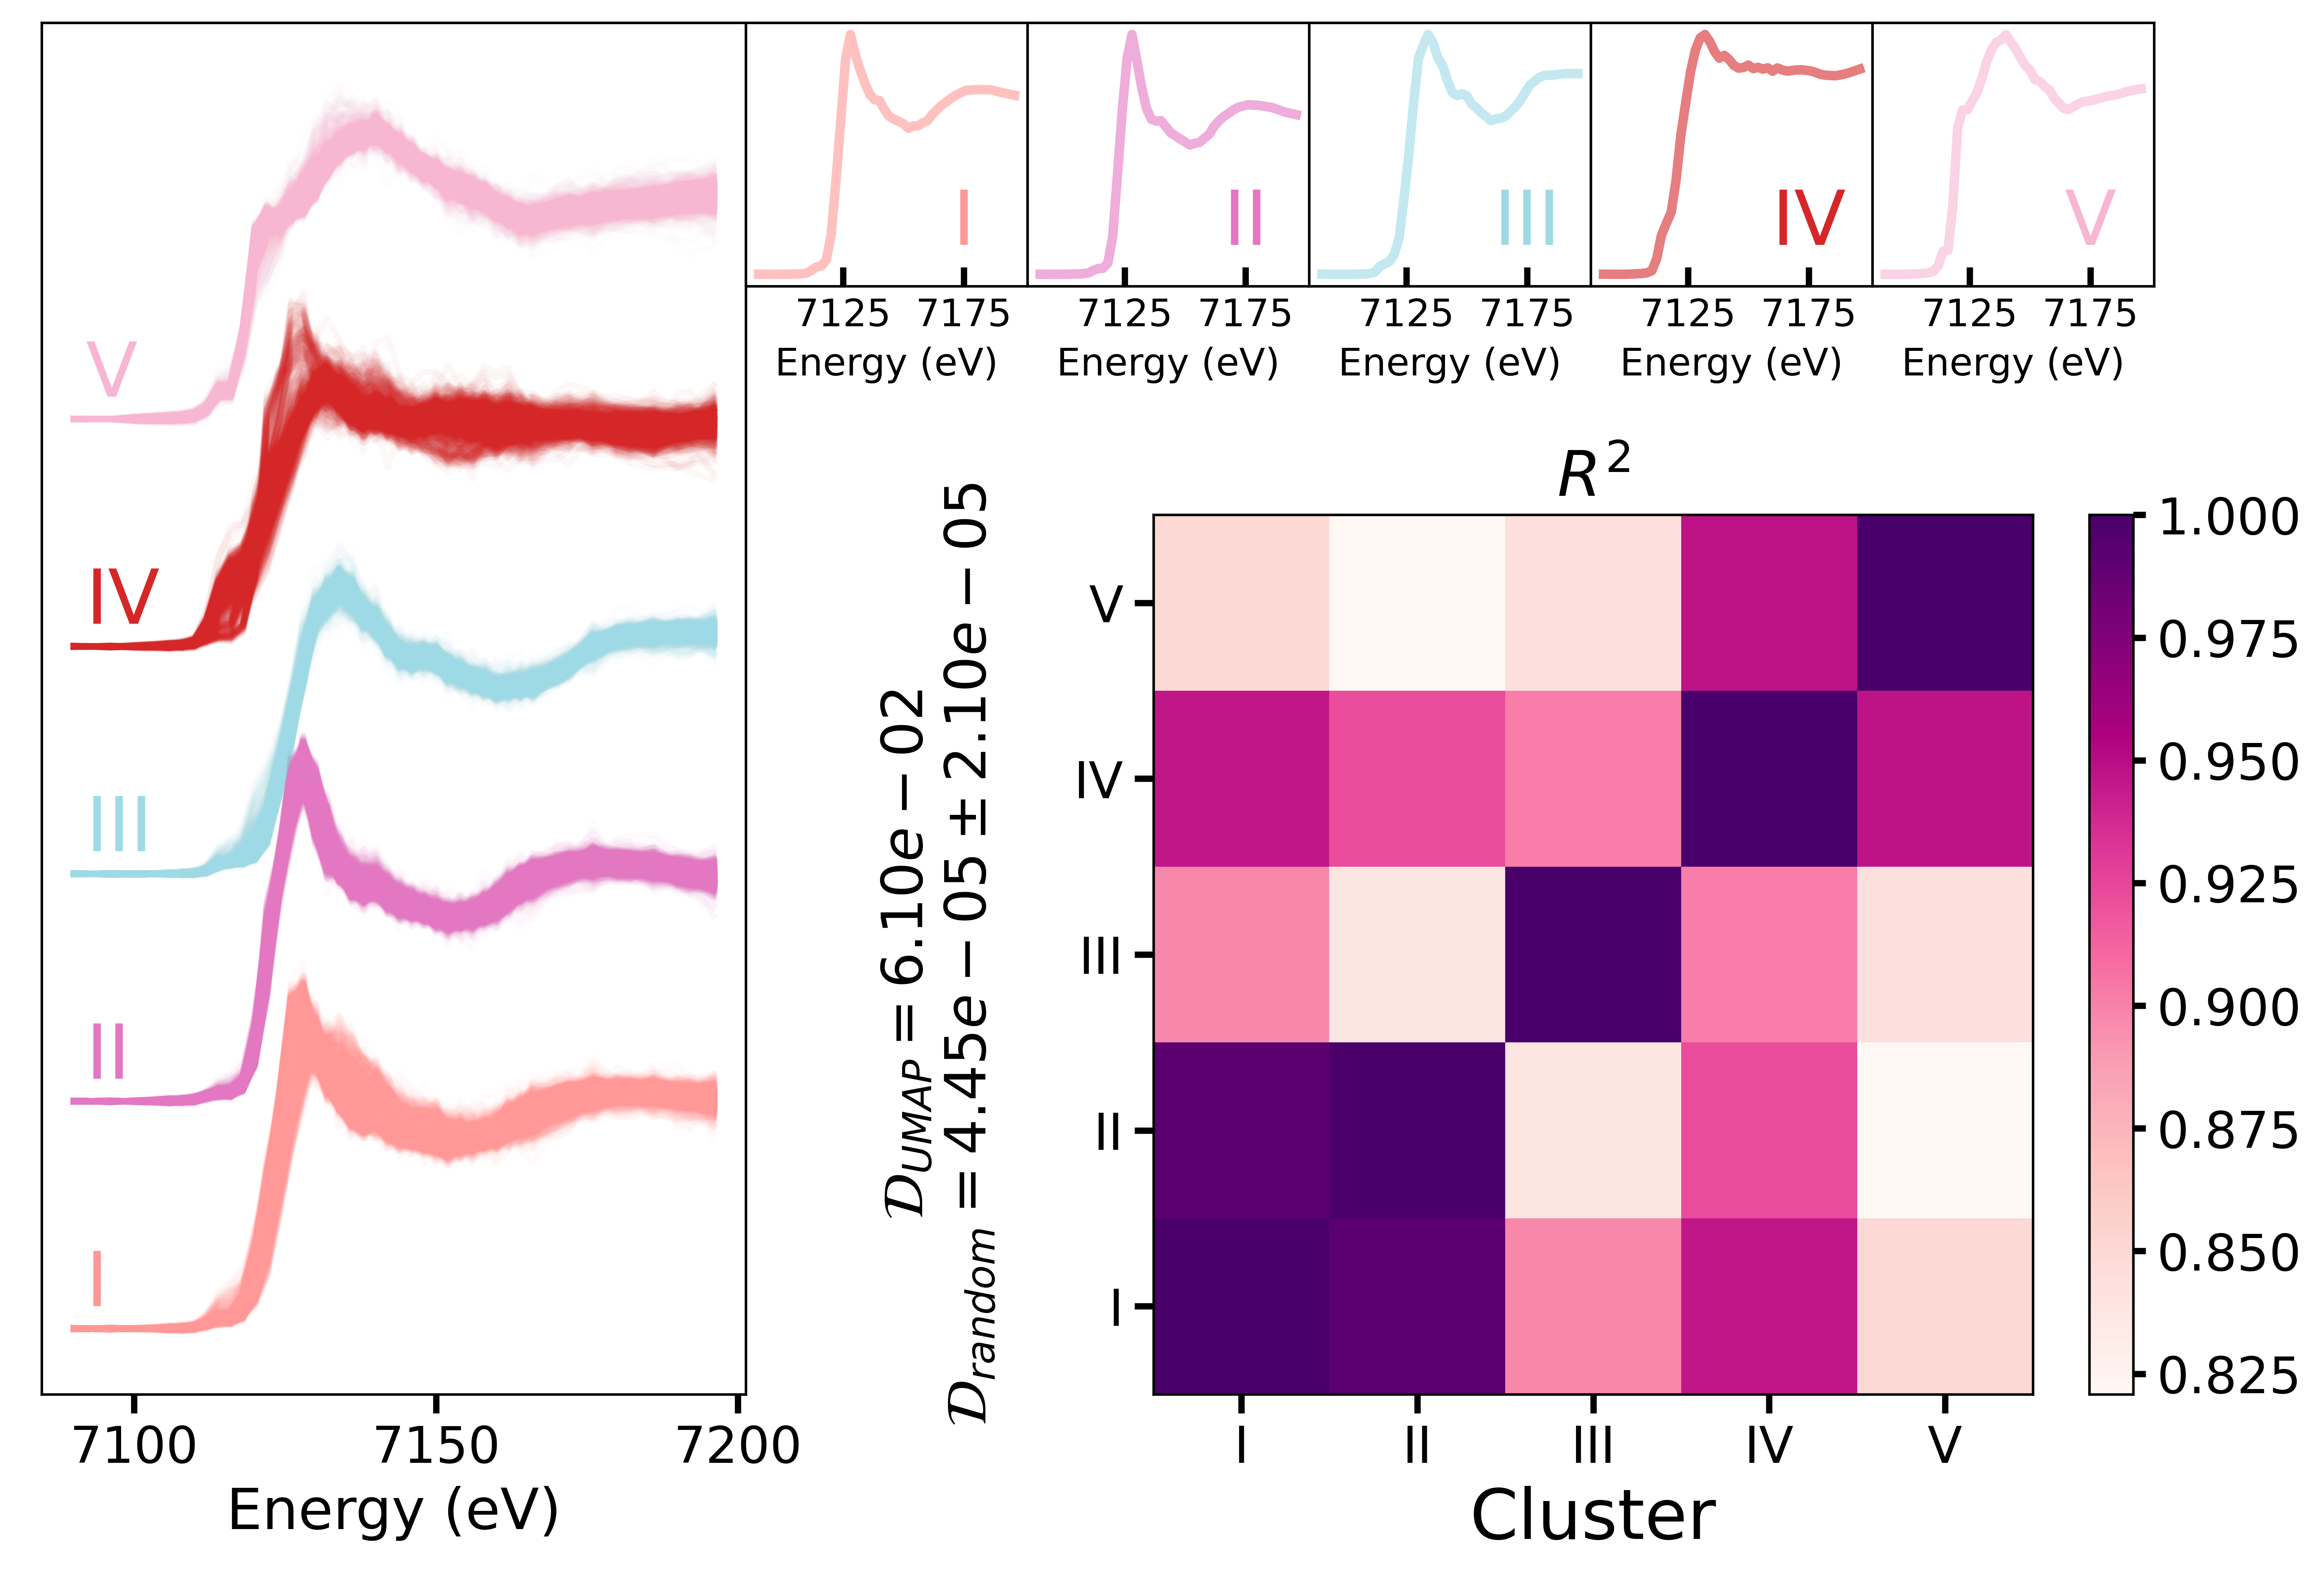 V
IV
III
II
I
7100 7150 7200
Energy (eV)
I
II
III
IV
V
7125 7175
Energy (eV)
7125 7175
Energy (eV)
7125 7175
Energy (eV)
7125 7175
Energy (eV)
7125 7175
Energy (eV)
𝒟_UMAP = 6.10e − 02
𝒟_random = 4.45e − 05 ± 2.10e − 05
R²
V
IV
III
II
I
I II III IV V
Cluster
1.000
0.975
0.950
0.925
0.900
0.875
0.850
0.825